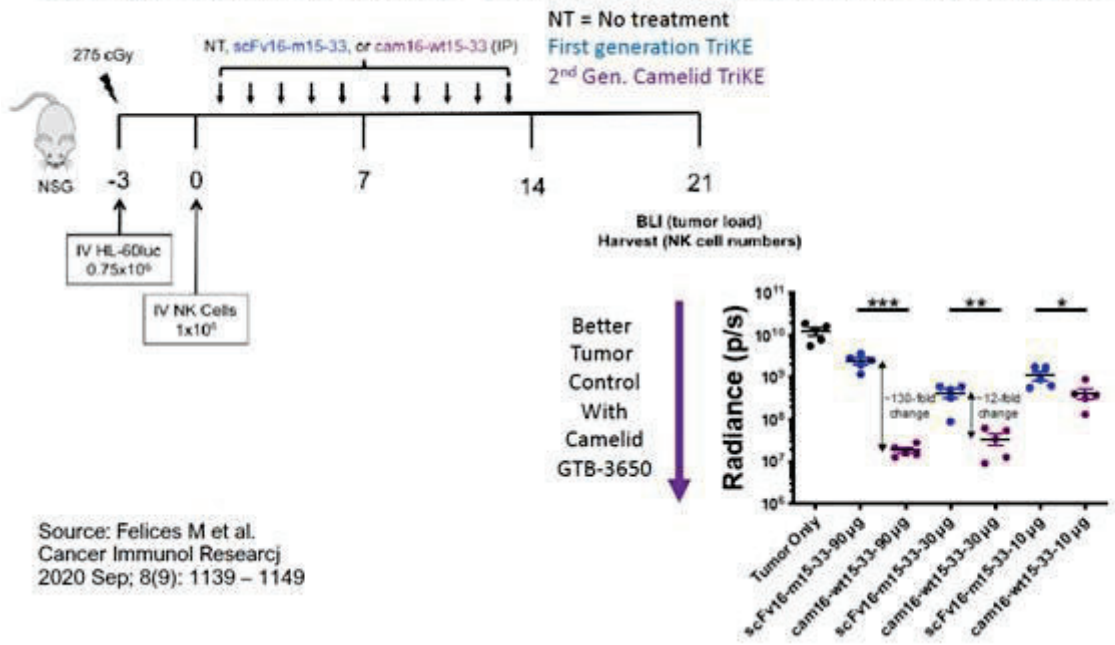 NT = No treatment
First generation TriKE
2nd Gen. Camelid TriKE
275 cGy
NT, scFv16-m15-33, or cam16-wt15-33 (IP)
NSG
-3
0
7
14
21
IV HL-60luc
0.75x10⁶
IV NK Cells
BLI (tumor load)
Harvest (NK cell numbers)
Better
Tumor
Control
With
Camelid
GTB-3650
Radiance (p/s)
10¹¹
10¹⁰
10⁹
10⁸
10⁷
10⁶
***
**
*
~130-fold
change
~12-fold
change
Tumor Only
scFv16-m15-33-90 µg
cam16-wt15-33-90 µg
scFv16-m15-33-30 µg
cam16-wt15-33-30 µg
scFv16-m15-33-10 µg
cam16-wt15-33-10 µg
Source: Felices M et al.
Cancer Immunol Researcj
2020 Sep; 8(9): 1139 – 1149